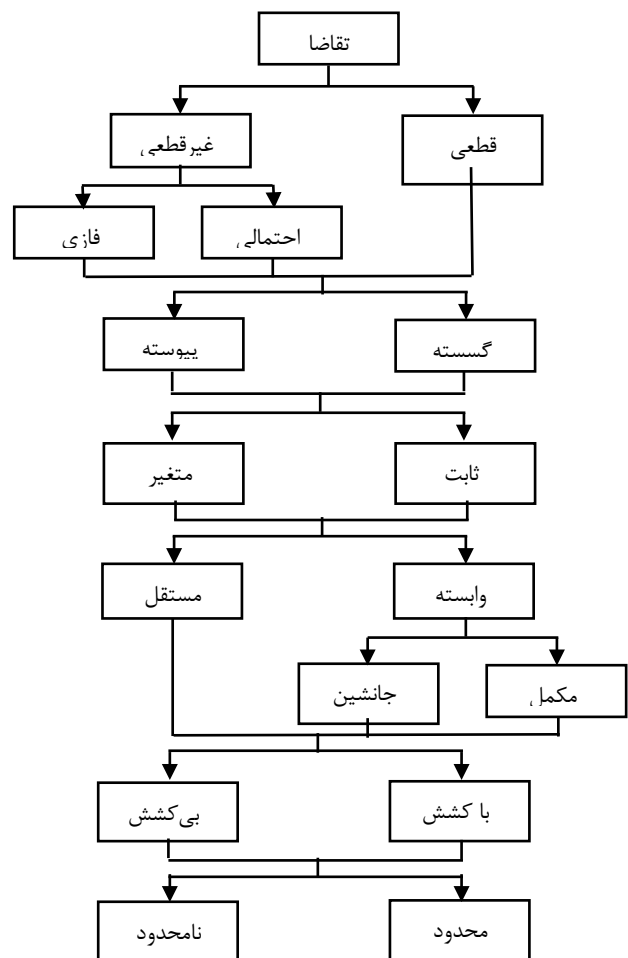 تقاضا
قطعی
غیرقطعی
احتمالی
فازی
گسسته
پیوسته
ثابت
متغیر
وابسته
مستقل
مکمل
جانشین
با کشش
بی‌کشش
محدود
نامحدود